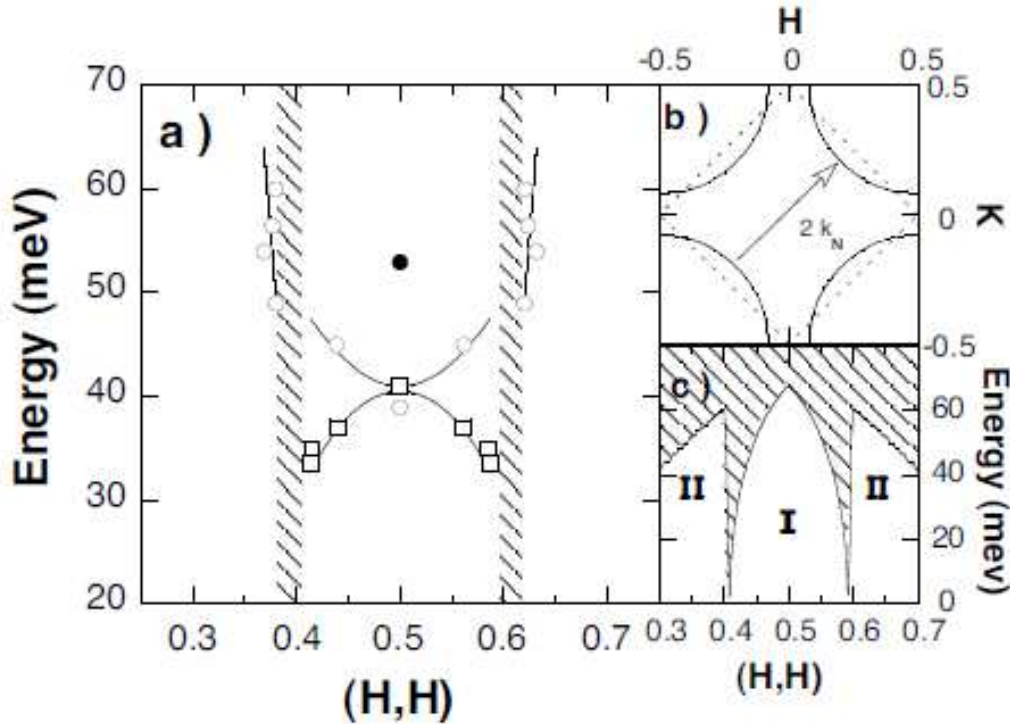 H
-0.5 0 0.5
70
60
50
40
30
20
Energy (meV)
a )
0.3 0.4 0.5 0.6 0.7
(H,H)
b )
2 k_N
0.5
0
-0.5
K
c )
II I II
60
40
20
0
Energy (mev)
0.3 0.4 0.5 0.6 0.7
(H,H)